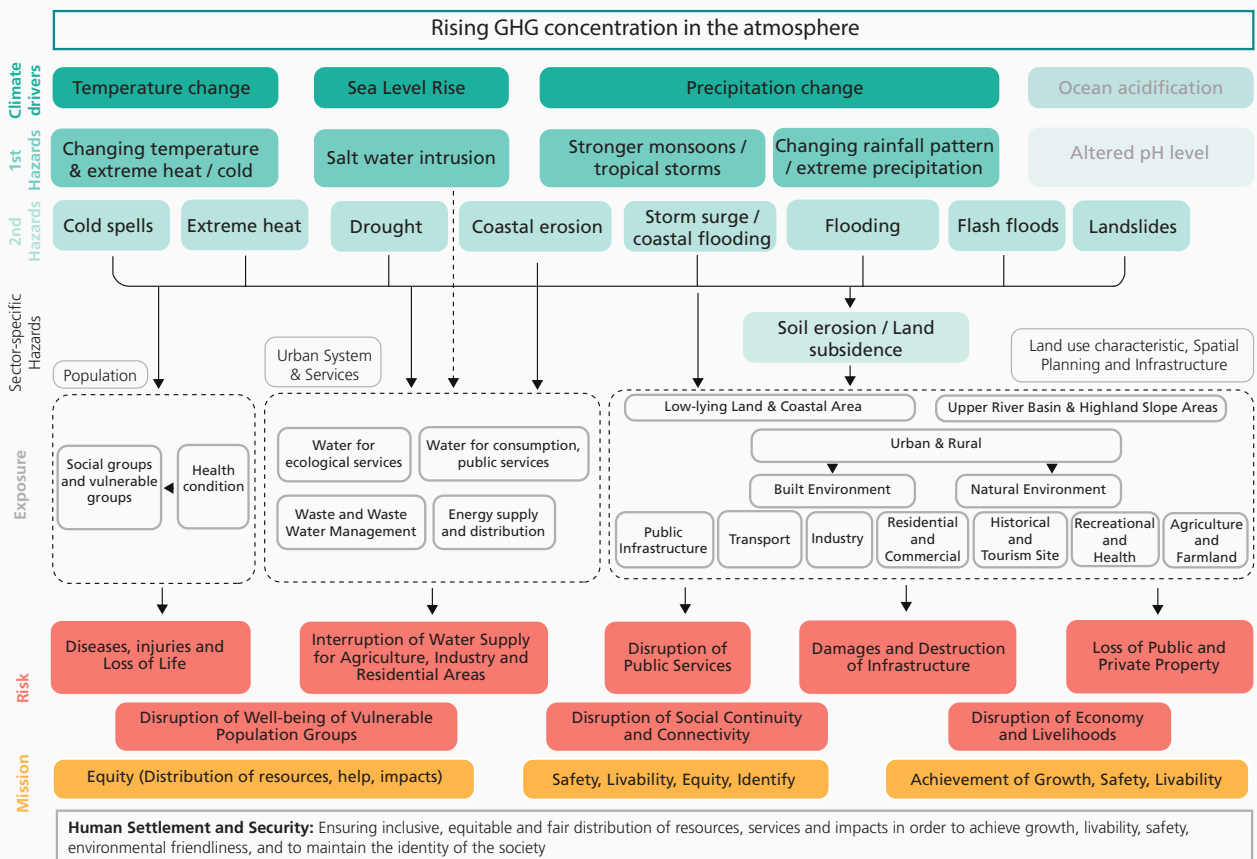 Rising GHG concentration in the atmosphere
Climate
drivers
Temperature change
Sea Level Rise
Precipitation change
Ocean acidification
1st
Hazards
Changing temperature
& extreme heat / cold
Salt water intrusion
Stronger monsoons /
tropical storms
Changing rainfall pattern
/ extreme precipitation
Altered pH level
2nd
Hazards
Cold spells
Extreme heat
Drought
Coastal erosion
Storm surge /
coastal flooding
Flooding
Flash floods
Landslides
Sector-specific
Hazards
Soil erosion / Land
subsidence
Population
Urban System
& Services
Land use characteristic, Spatial
Planning and Infrastructure
Exposure
Social groups
and vulnerable
groups
Health
condition
Water for
ecological services
Water for consumption,
public services
Waste and Waste
Water Management
Energy supply
and distribution
Low-lying Land & Coastal Area
Upper River Basin & Highland Slope Areas
Urban & Rural
Built Environment
Natural Environment
Public
Infrastructure
Transport
Industry
Residential
and
Commercial
Historical
and
Tourism Site
Recreational
and
Health
Agriculture
and
Farmland
Risk
Diseases, injuries and
Loss of Life
Interruption of Water Supply
for Agriculture, Industry and
Residential Areas
Disruption of
Public Services
Damages and Destruction
of Infrastructure
Loss of Public and
Private Property
Disruption of Well-being of Vulnerable
Population Groups
Disruption of Social Continuity
and Connectivity
Disruption of Economy
and Livelihoods
Mission
Equity (Distribution of resources, help, impacts)
Safety, Livability, Equity, Identify
Achievement of Growth, Safety, Livability
Human Settlement and Security: Ensuring inclusive, equitable and fair distribution of resources, services and impacts in order to achieve growth, livability, safety,
environmental friendliness, and to maintain the identity of the society